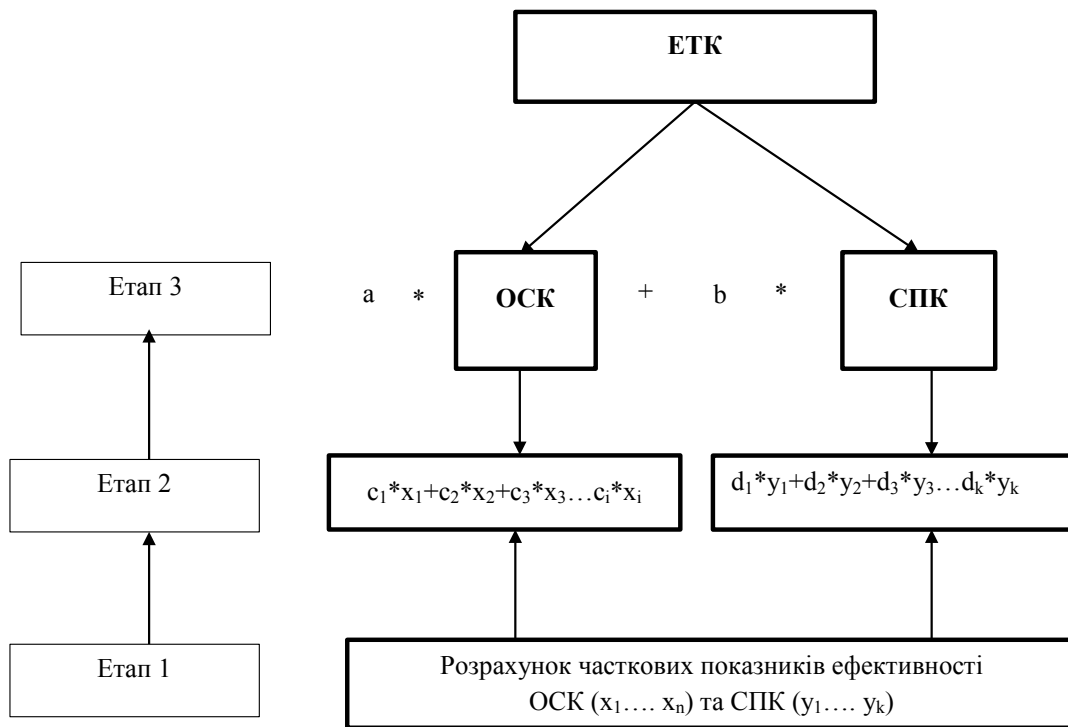 ЕТК
Етап 3
a * ОСК + b * СПК
Етап 2
c₁*x₁+c₂*x₂+c₃*x₃…cᵢ*xᵢ
d₁*y₁+d₂*y₂+d₃*y₃…dₖ*yₖ
Етап 1
Розрахунок часткових показників ефективності
ОСК (x₁…. xₙ) та СПК (y₁…. yₖ)